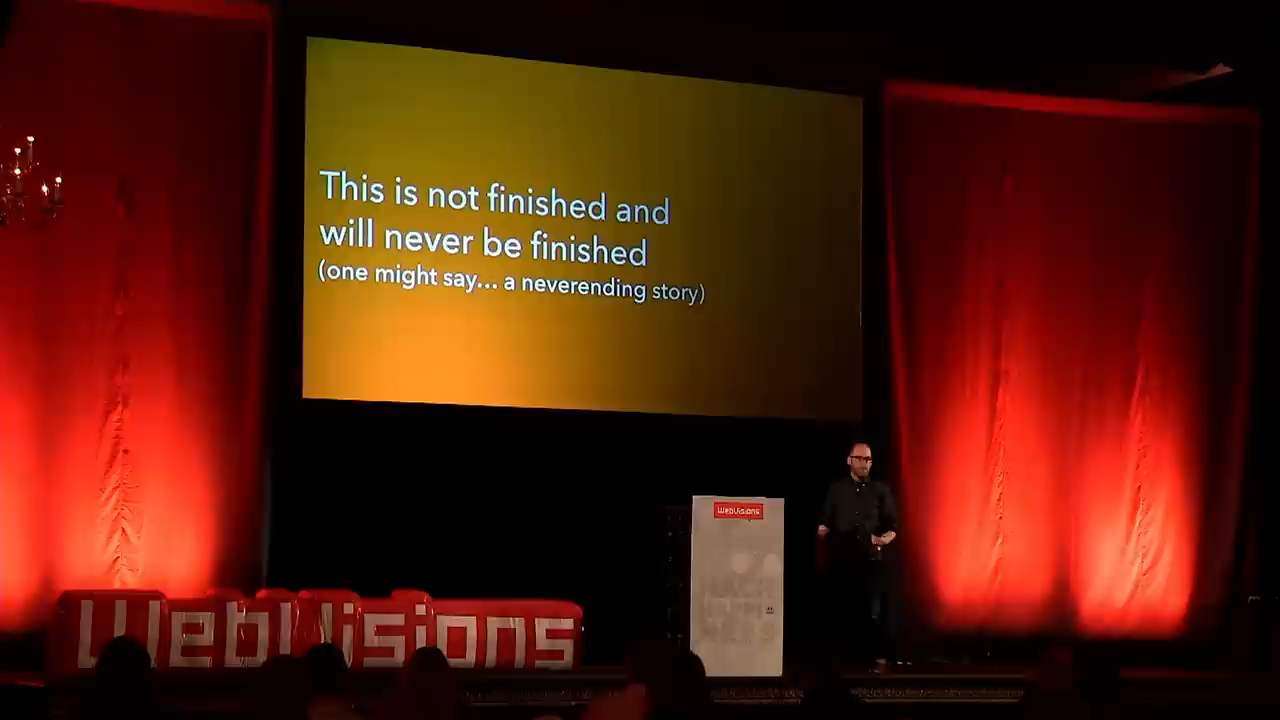 This is not finished and
will never be finished
(one might say... a neverending story)
WebVisions
WebVisions